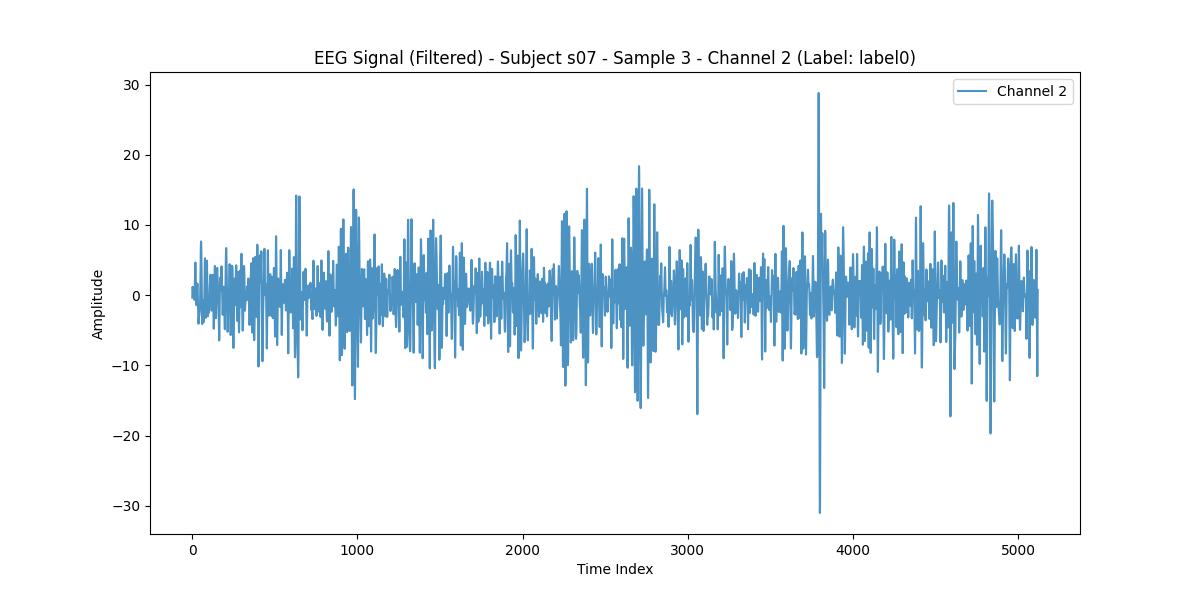 EEG Signal (Filtered) - Subject s07 - Sample 3 - Channel 2 (Label: label0)
Channel 2
30
20
10
0
−10
−20
−30
Amplitude
0 1000 2000 3000 4000 5000
Time Index